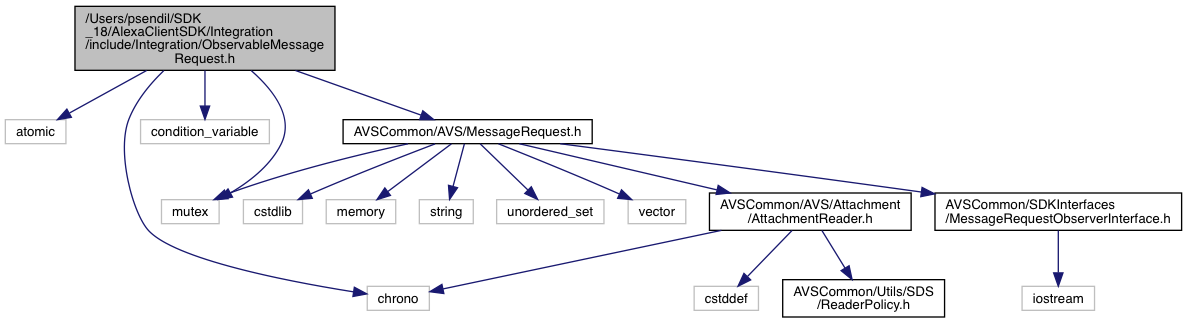 /Users/psendil/SDK
_18/AlexaClientSDK/Integration
/include/Integration/ObservableMessage
Request.h
atomic
condition_variable
AVSCommon/AVS/MessageRequest.h
mutex
cstdlib
memory
string
unordered_set
vector
AVSCommon/AVS/Attachment
/AttachmentReader.h
AVSCommon/SDKInterfaces
/MessageRequestObserverInterface.h
chrono
cstddef
AVSCommon/Utils/SDS
/ReaderPolicy.h
iostream